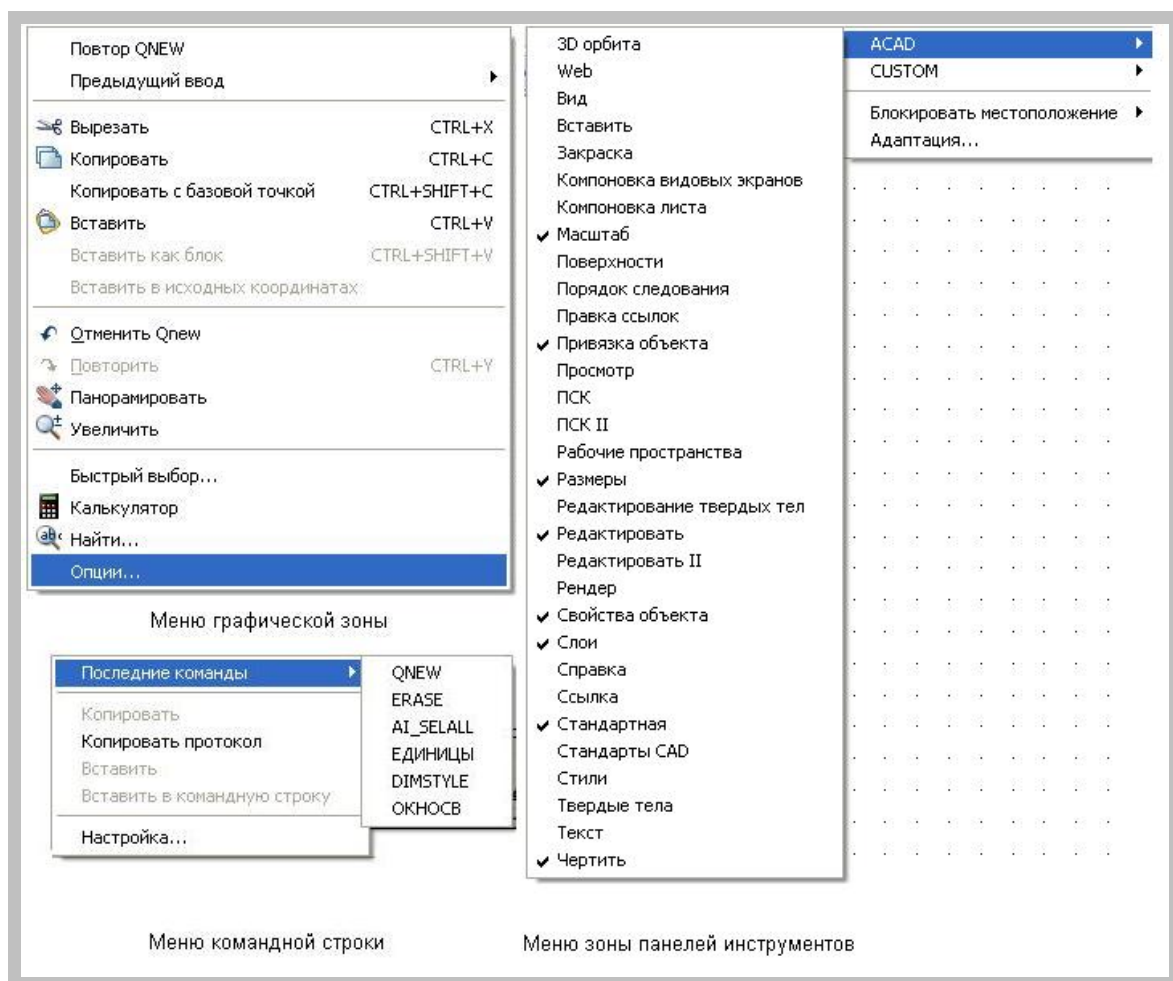 Повтор QNEW
Предыдущий ввод
Вырезать CTRL+X
Копировать CTRL+C
Копировать с базовой точкой CTRL+SHIFT+C
Вставить CTRL+V
Вставить как блок CTRL+SHIFT+V
Вставить в исходных координатах
Отменить Qnew
Повторить CTRL+Y
Панорамировать
Увеличить
Быстрый выбор...
Калькулятор
Найти...
Опции...
Меню графической зоны
Последние команды
Копировать
Копировать протокол
Вставить
Вставить в командную строку
Настройка...
QNEW
ERASE
AI_SELALL
ЕДИНИЦЫ
DIMSTYLE
ОКНОСВ
Меню командной строки
3D орбита
Web
Вид
Вставить
Закраска
Компоновка видовых экранов
Компоновка листа
Масштаб
Поверхности
Порядок следования
Правка ссылок
Привязка объекта
Просмотр
ПСК
ПСК II
Рабочие пространства
Размеры
Редактирование твердых тел
Редактировать
Редактировать II
Рендер
Свойства объекта
Слои
Справка
Ссылка
Стандартная
Стандарты CAD
Стили
Твердые тела
Текст
Чертить
ACAD
CUSTOM
Блокировать местоположение
Адаптация...
Меню зоны панелей инструментов